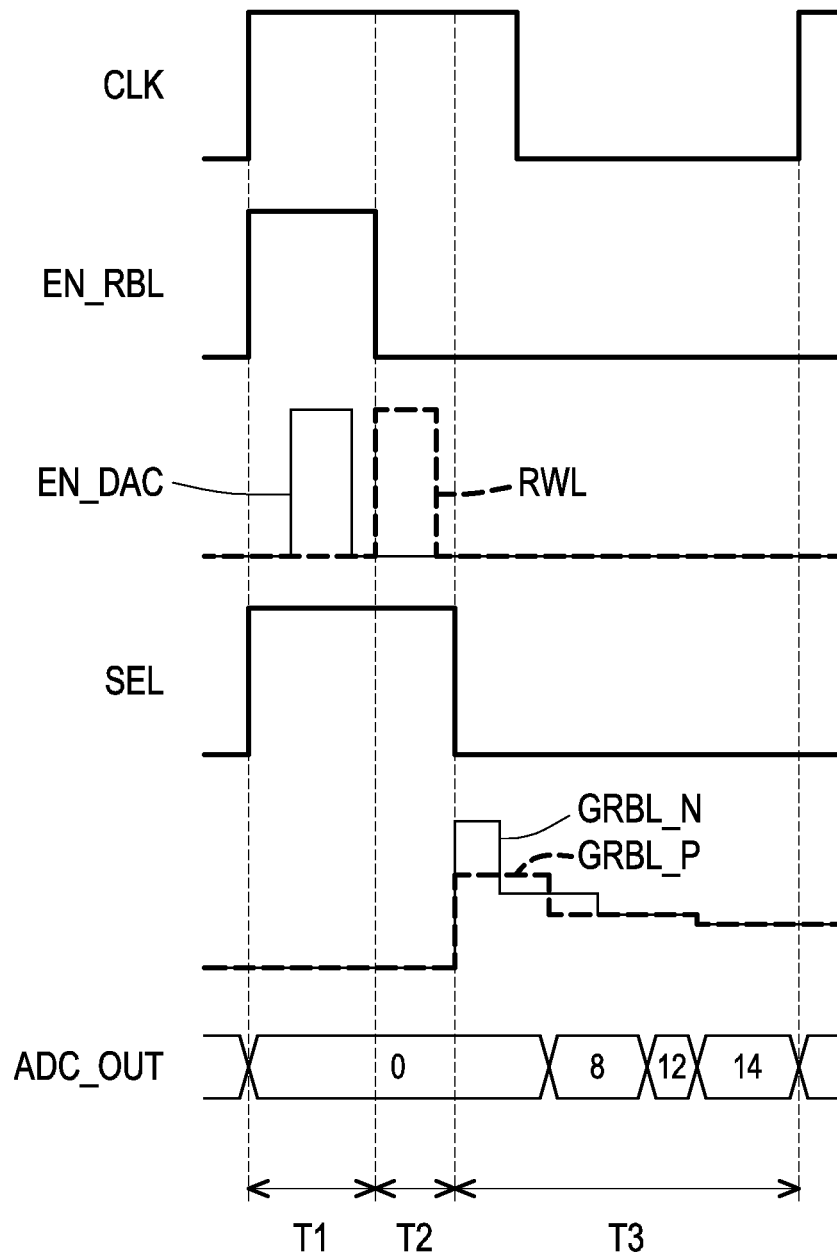 CLK
EN_RBL
EN_DAC
RWL
SEL
GRBL_N
GRBL_P
ADC_OUT 0 8 12 14
T1 T2 T3